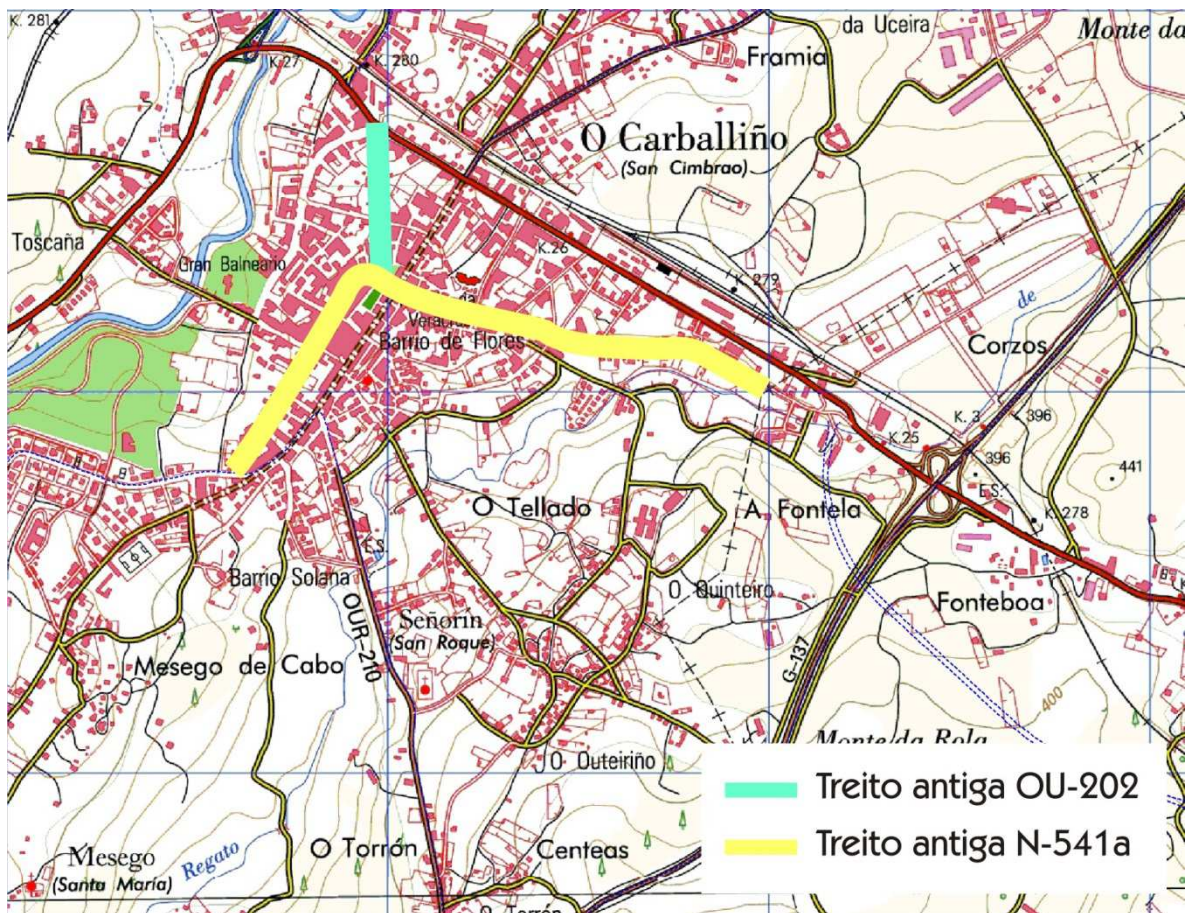 K. 281
da Uceira
Monte da
K.27
K. 280
Framia
O Carballiño
(San Cimbrao)
Toscaña
Gran Balneario
K.26
K. 279
de
Veracruz
Barrio de Flores
Corzos
K. 3
396
K.25
396
441
E.S.
K. 278
O Tellado
A Fontela
E.S.
Barrio Solana
O Quinteiro
Fonteboa
OUR-210
Señorín
(San Roque)
Mesego de Cabo
G-137
400
Monte da Rola
O Outeiriño
Treito antiga OU-202
Treito antiga N-541a
Mesego
(Santa María)
Regato
O Torrón
Centeas
O Torrón